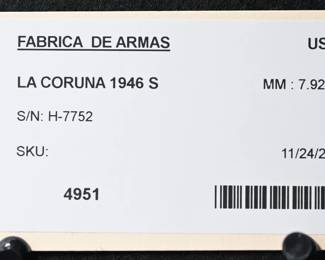 FABRICA DE ARMAS US
LA CORUNA 1946 S MM : 7.92
S/N: H-7752
SKU: 11/24/2
4951